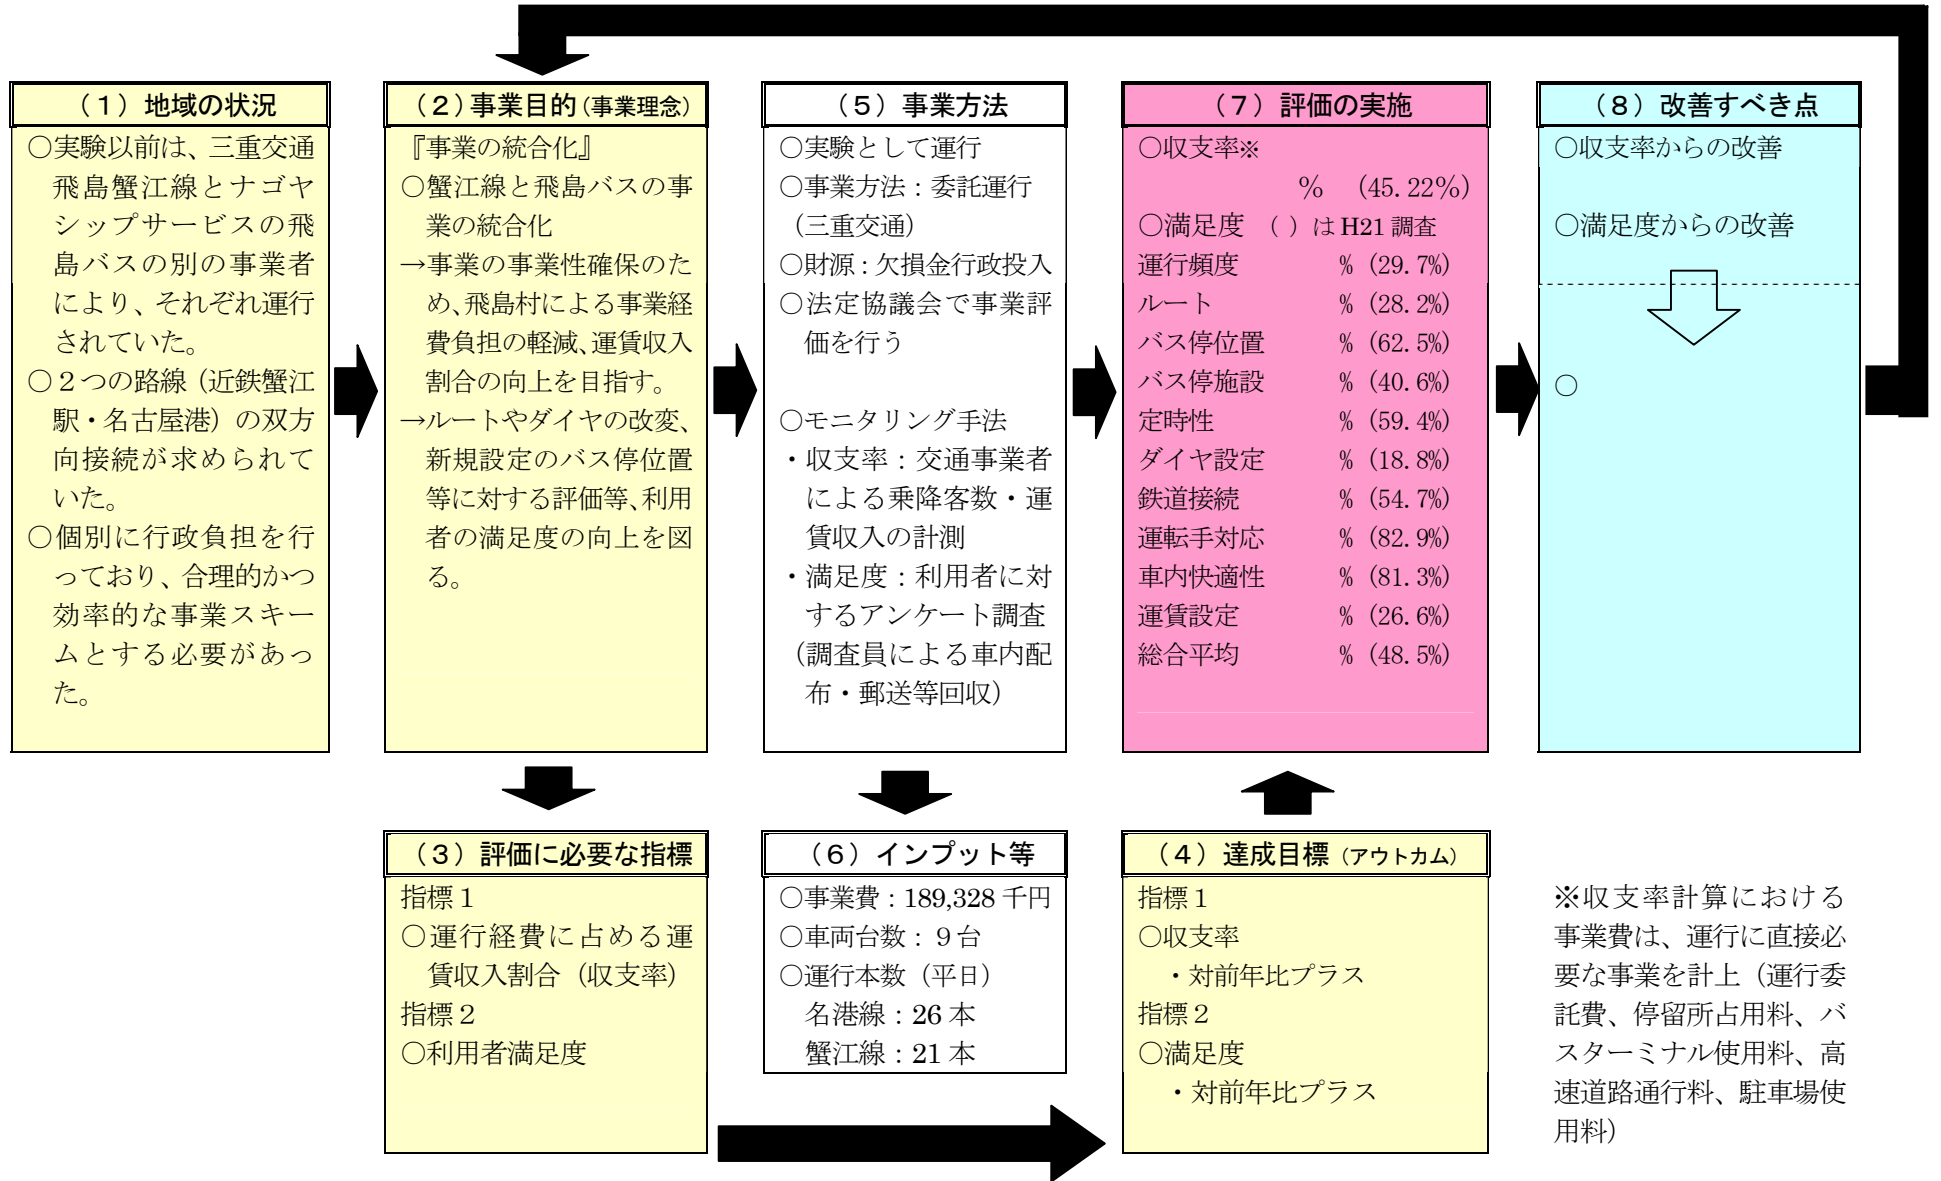 （1）地域の状況
○実験以前は、三重交通
飛島蟹江線とナゴヤ
シップサービスの飛
島バスの別の事業者
により、それぞれ運行
されていた。
○２つの路線（近鉄蟹江
駅・名古屋港）の双方
向接続が求められて
いた。
○個別に行政負担を行
っており、合理的かつ
効率的な事業スキー
ムとする必要があっ
た。
（2）事業目的（事業理念）
『事業の統合化』
○蟹江線と飛島バスの事
業の統合化
→事業の事業性確保のた
め、飛島村による事業経
費負担の軽減、運賃収入
割合の向上を目指す。
→ルートやダイヤの改変、
新規設定のバス停位置
等に対する評価等、利用
者の満足度の向上を図
る。
（3）評価に必要な指標
指標１
○運行経費に占める運
賃収入割合（収支率）
指標２
○利用者満足度
（5）事業方法
○実験として運行
○事業方法：委託運行
（三重交通）
○財源：欠損金行政投入
○法定協議会で事業評
価を行う
○モニタリング手法
・収支率：交通事業者
による乗降客数・運
賃収入の計測
・満足度：利用者に対
するアンケート調査
（調査員による車内配
布・郵送等回収）
（6）インプット等
○事業費：189,328 千円
○車両台数：９台
○運行本数（平日）
名港線：26 本
蟹江線：21 本
（7）評価の実施
○収支率※
％ （45.22％）
○満足度 （ ）は H21 調査
運行頻度 % (29.7%)
ルート % (28.2%)
バス停位置 % (62.5%)
バス停施設 % (40.6%)
定時性 % (59.4%)
ダイヤ設定 % (18.8%)
鉄道接続 % (54.7%)
運転手対応 % (82.9%)
車内快適性 % (81.3%)
運賃設定 % (26.6%)
総合平均 % (48.5%)
（4）達成目標（アウトカム）
指標１
○収支率
・対前年比プラス
指標２
○満足度
・対前年比プラス
（8）改善すべき点
○収支率からの改善
○満足度からの改善
○
※収支率計算における
事業費は、運行に直接必
要な事業を計上（運行委
託費、停留所占用料、バ
スターミナル使用料、高
速道路通行料、駐車場使
用料）